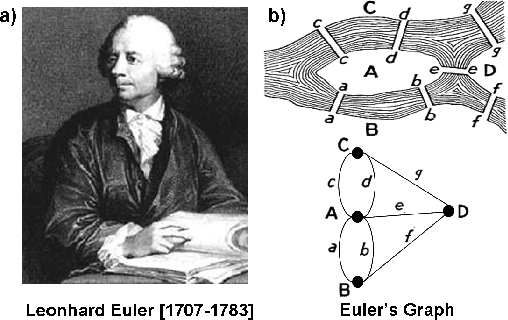 a)
Leonhard Euler [1707-1783]
b)
C
c d g
c d g
A e e D
a b f
a b f
B
C
c d g
A e D
a b f
B
Euler's Graph